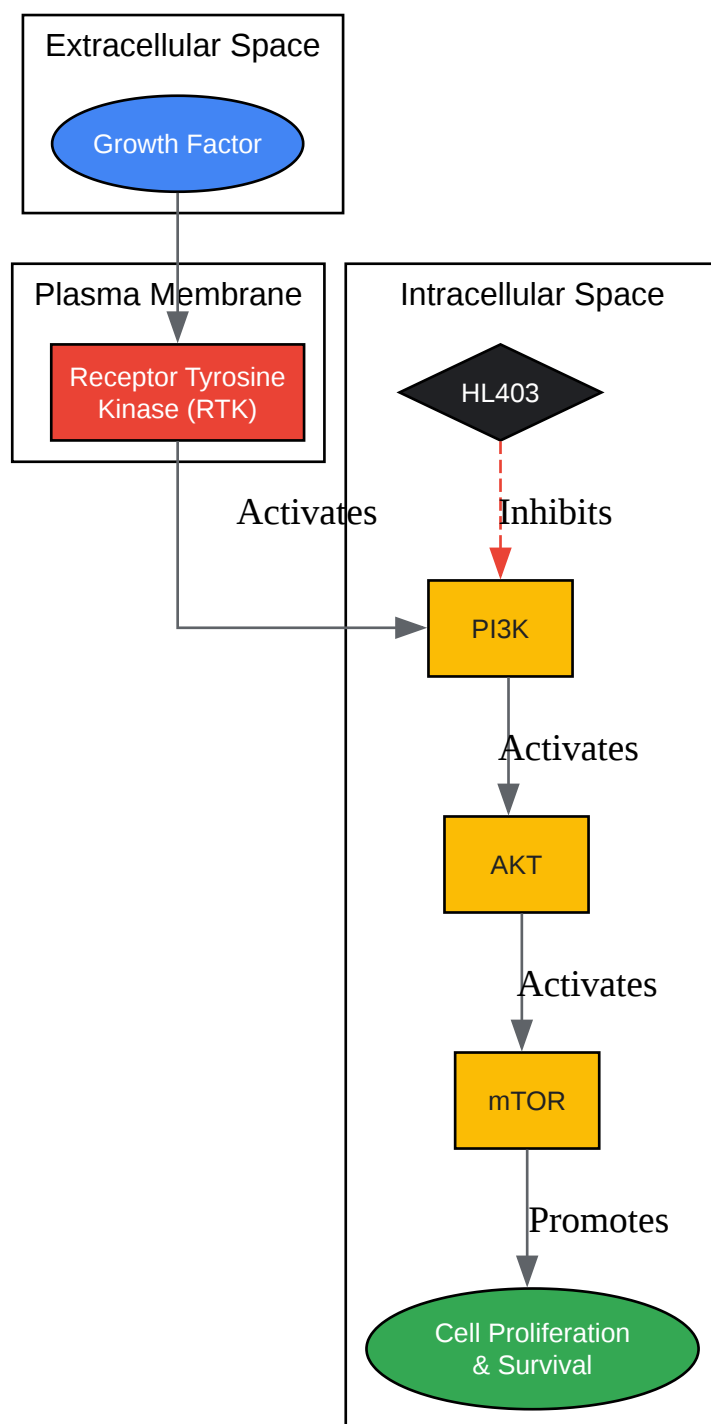 Extracellular Space
Growth Factor
Plasma Membrane
Receptor Tyrosine
Kinase (RTK)
Intracellular Space
HL403
Activates
Inhibits
PI3K
Activates
AKT
Activates
mTOR
Promotes
Cell Proliferation
& Survival